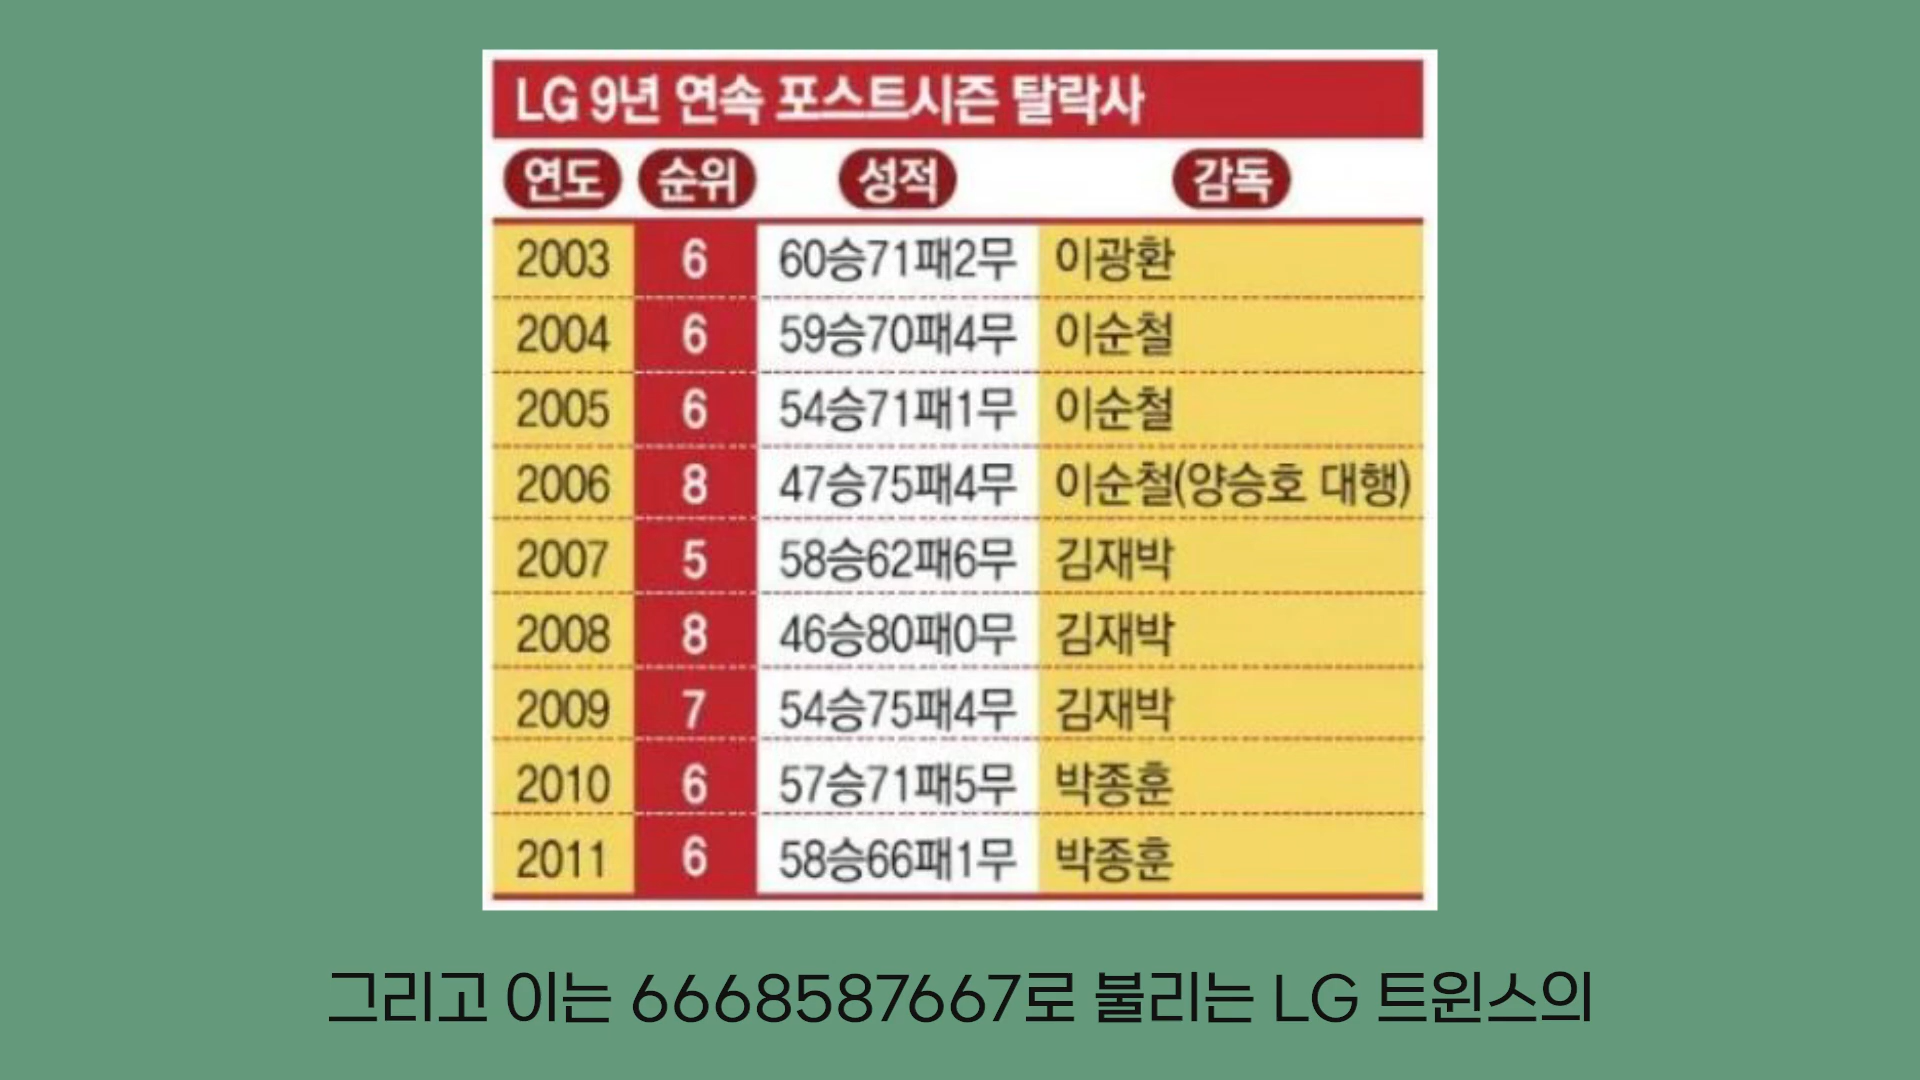 LG 9년 연속 포스트시즌 탈락사
연도 순위 성적 감독
2003 6 60승71패2무 이광환
2004 6 59승70패4무 이순철
2005 6 54승71패1무 이순철
2006 8 47승75패4무 이순철(양승호 대행)
2007 5 58승62패6무 김재박
2008 8 46승80패0무 김재박
2009 7 54승75패4무 김재박
2010 6 57승71패5무 박종훈
2011 6 58승66패1무 박종훈
그리고 이는 6668587667로 불리는 LG 트윈스의